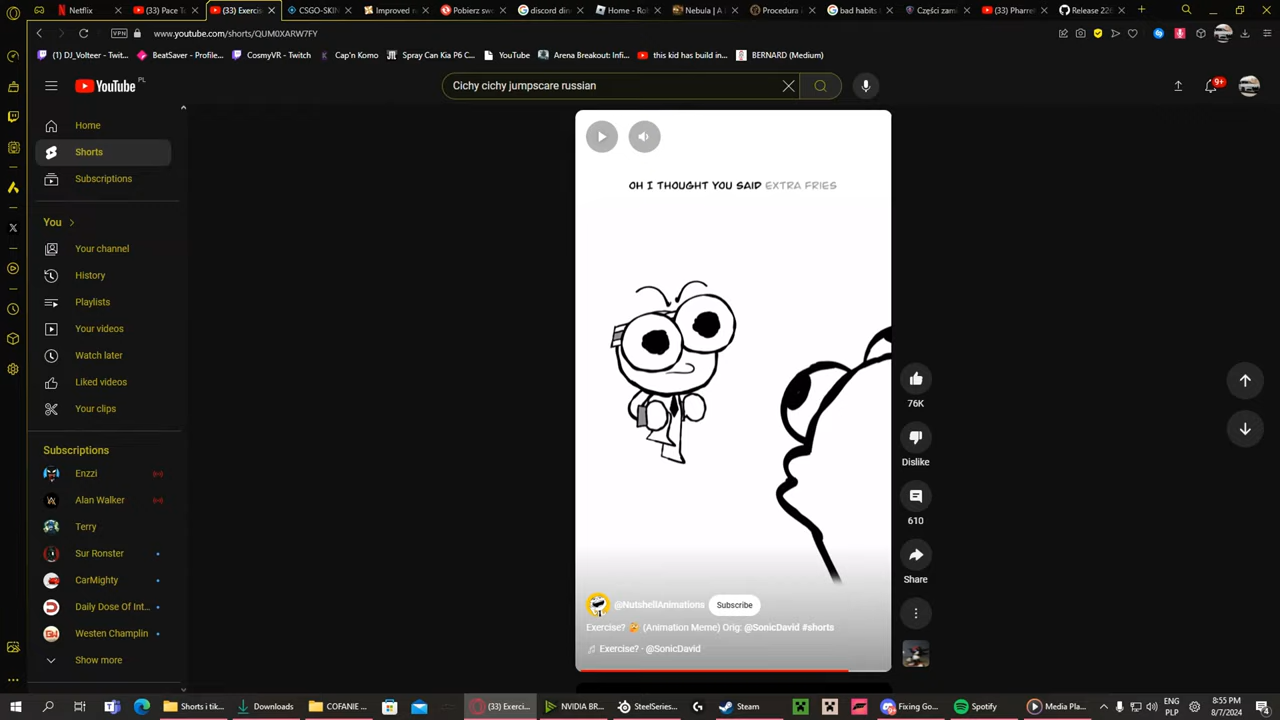 Netflix
(33) Pace T
(33) Exercis
CSGO-SKIN
Improved r
Pobierz sw
discord din
Home - Rob
Nebula | A
Procedura i
bad habits
Części zam
(33) Pharrel
Release 22
VPN
www.youtube.com/shorts/QUM0XARW7FY
(1) DJ_Volteer - Twit...
BeatSaver - Profile...
CosmyVR - Twitch
Cap'n Komo
Spray Can Kia P6 C...
YouTube
Arena Breakout: Infi...
this kid has build in...
BERNARD (Medium)
YouTube PL
Cichy cichy jumpscare russian
9+
Home
Shorts
Subscriptions
You
Your channel
History
Playlists
Your videos
Watch later
Liked videos
Your clips
Subscriptions
Enzzi
Alan Walker
Terry
Sur Ronster
CarMighty
Daily Dose Of Int...
Westen Champlin
Show more
OH I THOUGHT YOU SAID EXTRA FRIES
76K
Dislike
610
Share
@NutshellAnimations Subscribe
Exercise? (Animation Meme) Orig: @SonicDavid #shorts
Exercise? · @SonicDavid
Shorts i tik...
Downloads
COFANIE ...
(33) Exerci...
NVIDIA BR...
SteelSeries...
Steam
Fixing Go...
Spotify
Media Pla...
ENG
PLP
8:55 PM
8/7/2024